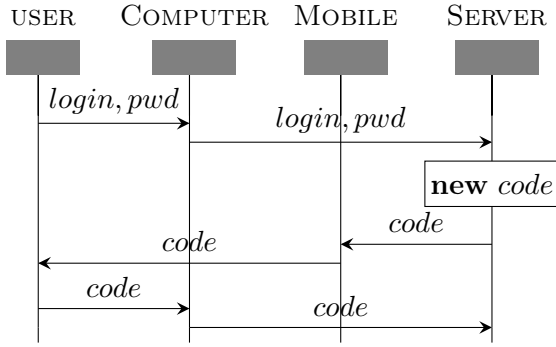 USER COMPUTER MOBILE SERVER
login, pwd
login, pwd
new code
code
code
code
code